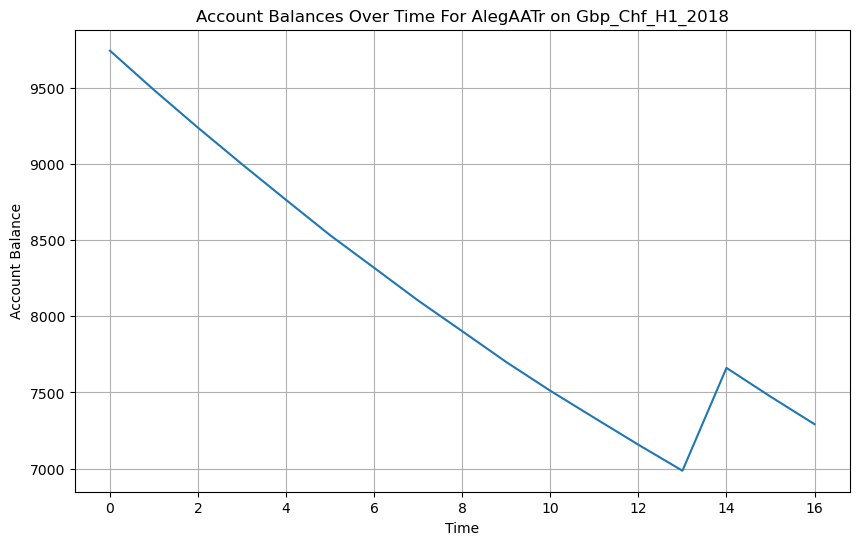 Account Balances Over Time For AlegAATr on Gbp_Chf_H1_2018
Account Balance
9500
9000
8500
8000
7500
7000
0 2 4 6 8 10 12 14 16
Time